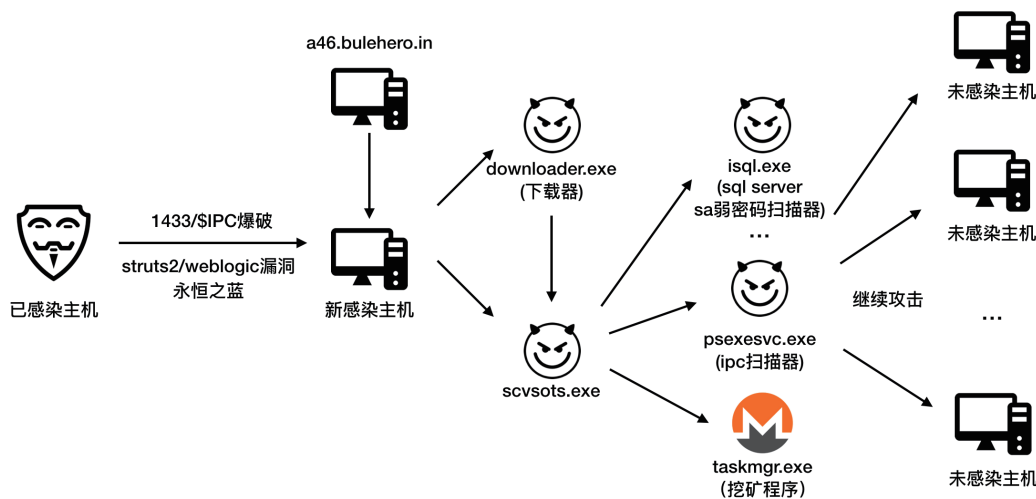 a46.bulehero.in
未感染主机
downloader.exe
(下载器)
isql.exe
(sql server
sa弱密码扫描器)
...
未感染主机
1433/$IPC爆破
struts2/weblogic漏洞
永恒之蓝
已感染主机
新感染主机
继续攻击
...
psexesvc.exe
(ipc扫描器)
scvsots.exe
taskmgr.exe
(挖矿程序)
未感染主机